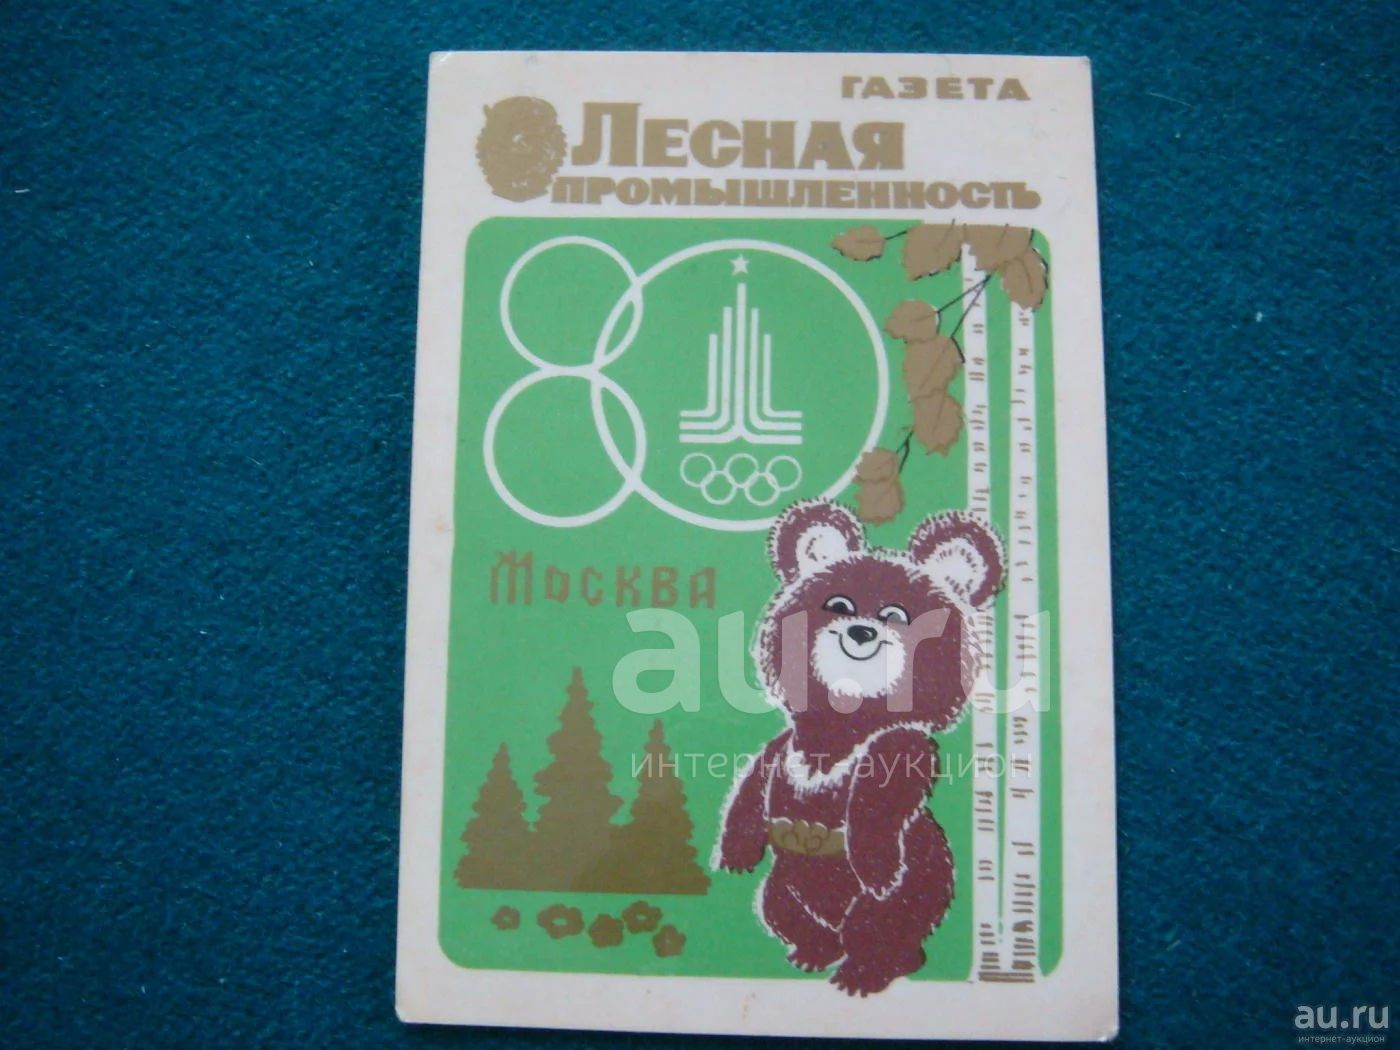 ГАЗЕТА
ЛЕСНАЯ
ПРОМЫШЛЕННОСТЬ
80
МОСКВА
au.ru
интернет-аукцион
au.ru
интернет-аукцион